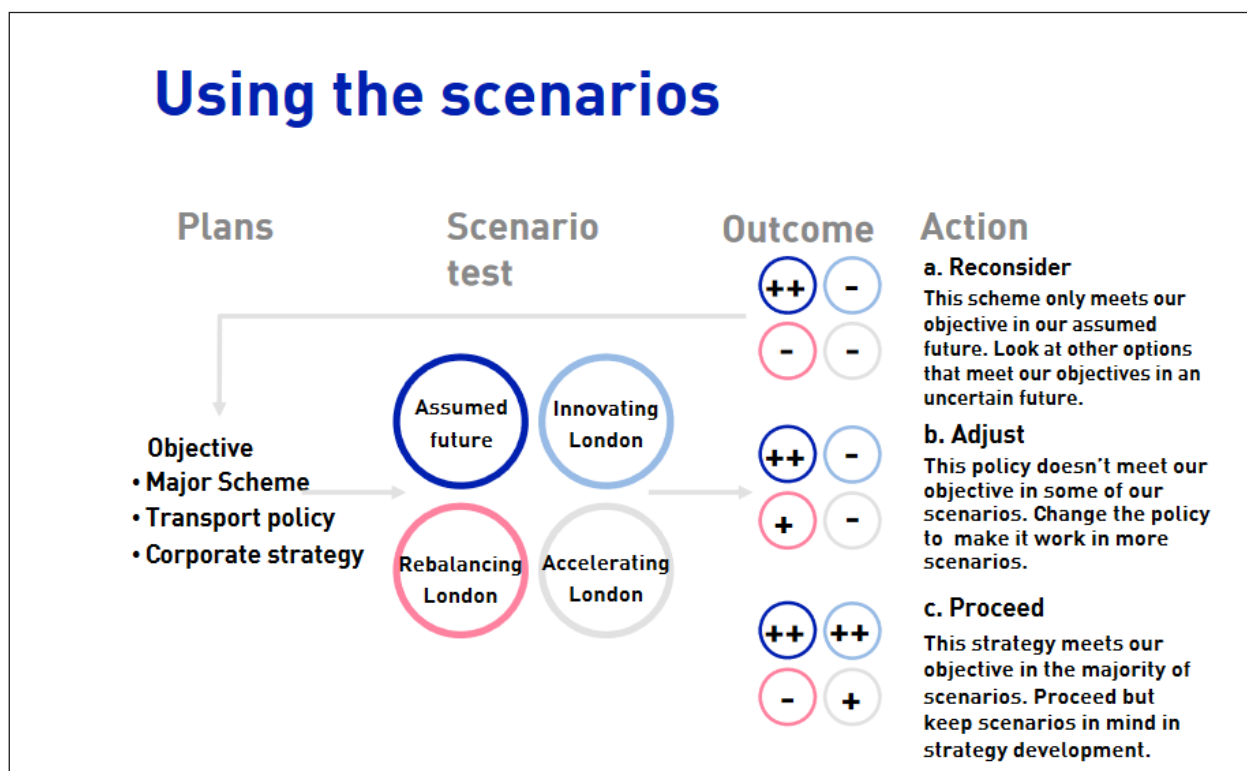 Using the scenarios
Plans
Scenario
test
Outcome
Action
Objective
• Major Scheme
• Transport policy
• Corporate strategy
Assumed
future
Innovating
London
Rebalancing
London
Accelerating
London
++ -
- -
a. Reconsider
This scheme only meets our
objective in our assumed
future. Look at other options
that meet our objectives in an
uncertain future.
++ -
+ -
b. Adjust
This policy doesn't meet our
objective in some of our
scenarios. Change the policy
to make it work in more
scenarios.
++ ++
- +
c. Proceed
This strategy meets our
objective in the majority of
scenarios. Proceed but
keep scenarios in mind in
strategy development.